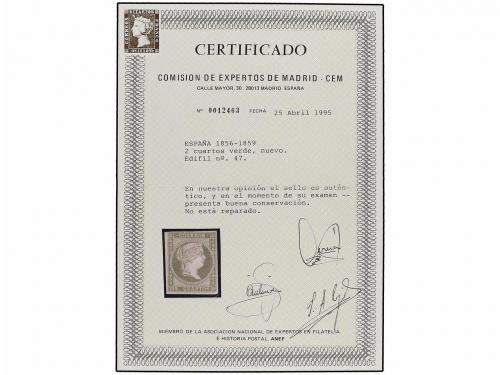 CERTIFICADO
COMISION DE EXPERTOS DE MADRID - CEM
CALLE MAYOR, 30. 28013 MADRID. ESPAÑA
Nº 0012463 FECHA 25 Abril 1995
ESPAÑA 1856-1859
2 cuartos verde, nuevo.
Edifil nº. 47.
En nuestra opinión el sello es autén-
tico, y en el momento de su examen --
presenta buena conservación.
No está reparado.
CORREOS
CUARTOS
MIEMBRO DE LA ASOCIACION NACIONAL DE EXPERTOS EN FILATELIA
E HISTORIA POSTAL. ANEF